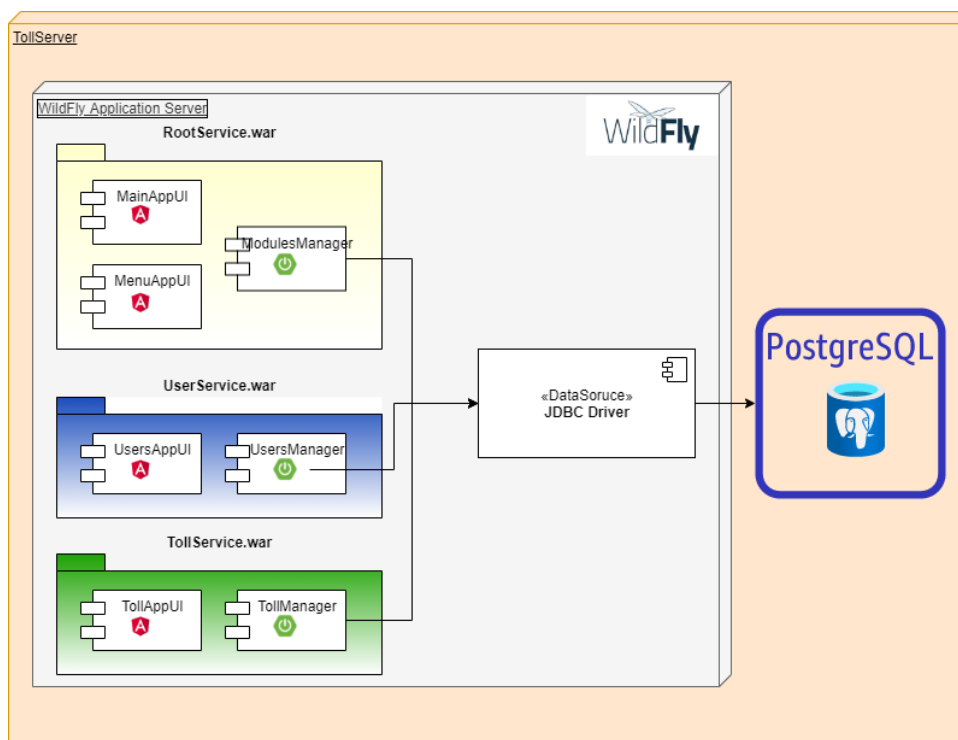 TollServer
WildFly Application Server
WildFly
RootService.war
MainAppUI
ModulesManager
MenuAppUI
UserService.war
UsersAppUI
UsersManager
TollService.war
TollAppUI
TollManager
«DataSoruce»
JDBC Driver
PostgreSQL